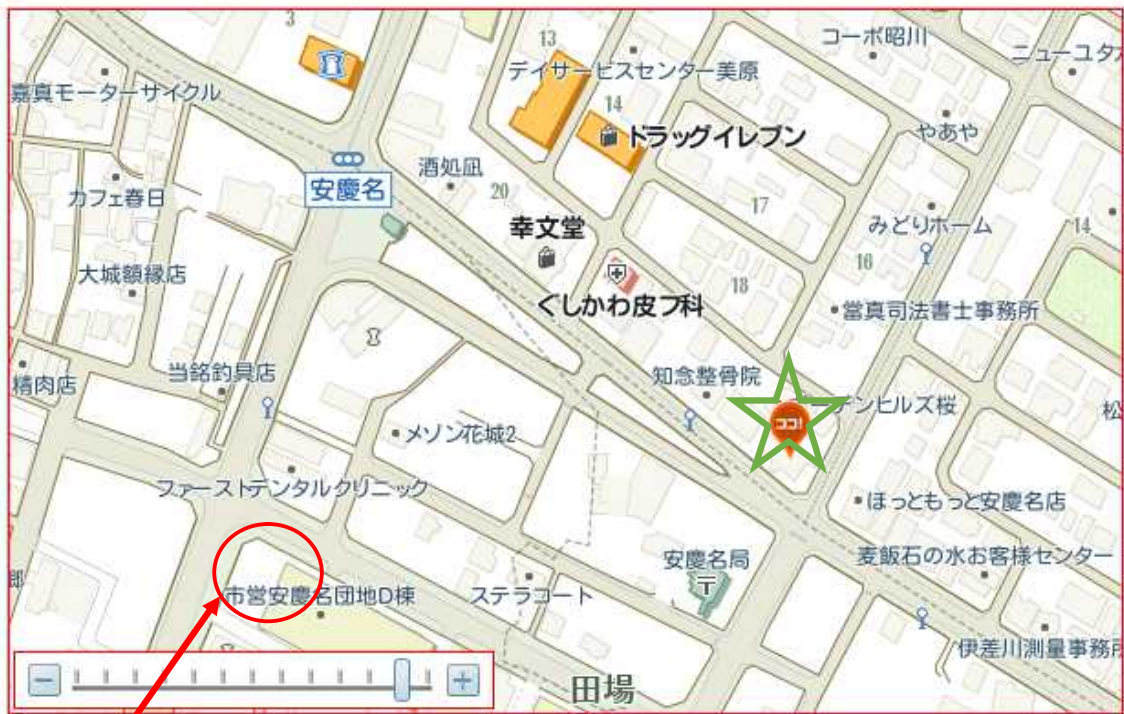 3
13
コーポ昭川
ニューユタカ
デイサービスセンター美原
嘉真モーターサイクル
14
ドラッグイレブン
やあや
安慶名
酒処凪
20
カフェ春日
17
みどりホーム
14
幸文堂
大城額縁店
16
18
ぐしかわ皮フ科
當真司法書士事務所
当銘釣具店
精肉店
知念整骨院
ーデンヒルズ桜
松
ココ!
メゾン花城2
ファーストデンタルクリニック
ほっともっと安慶名店
安慶名局
麦飯石の水お客様センター
市営安慶名団地D棟
ステラコート
伊差川測量事務所
田場